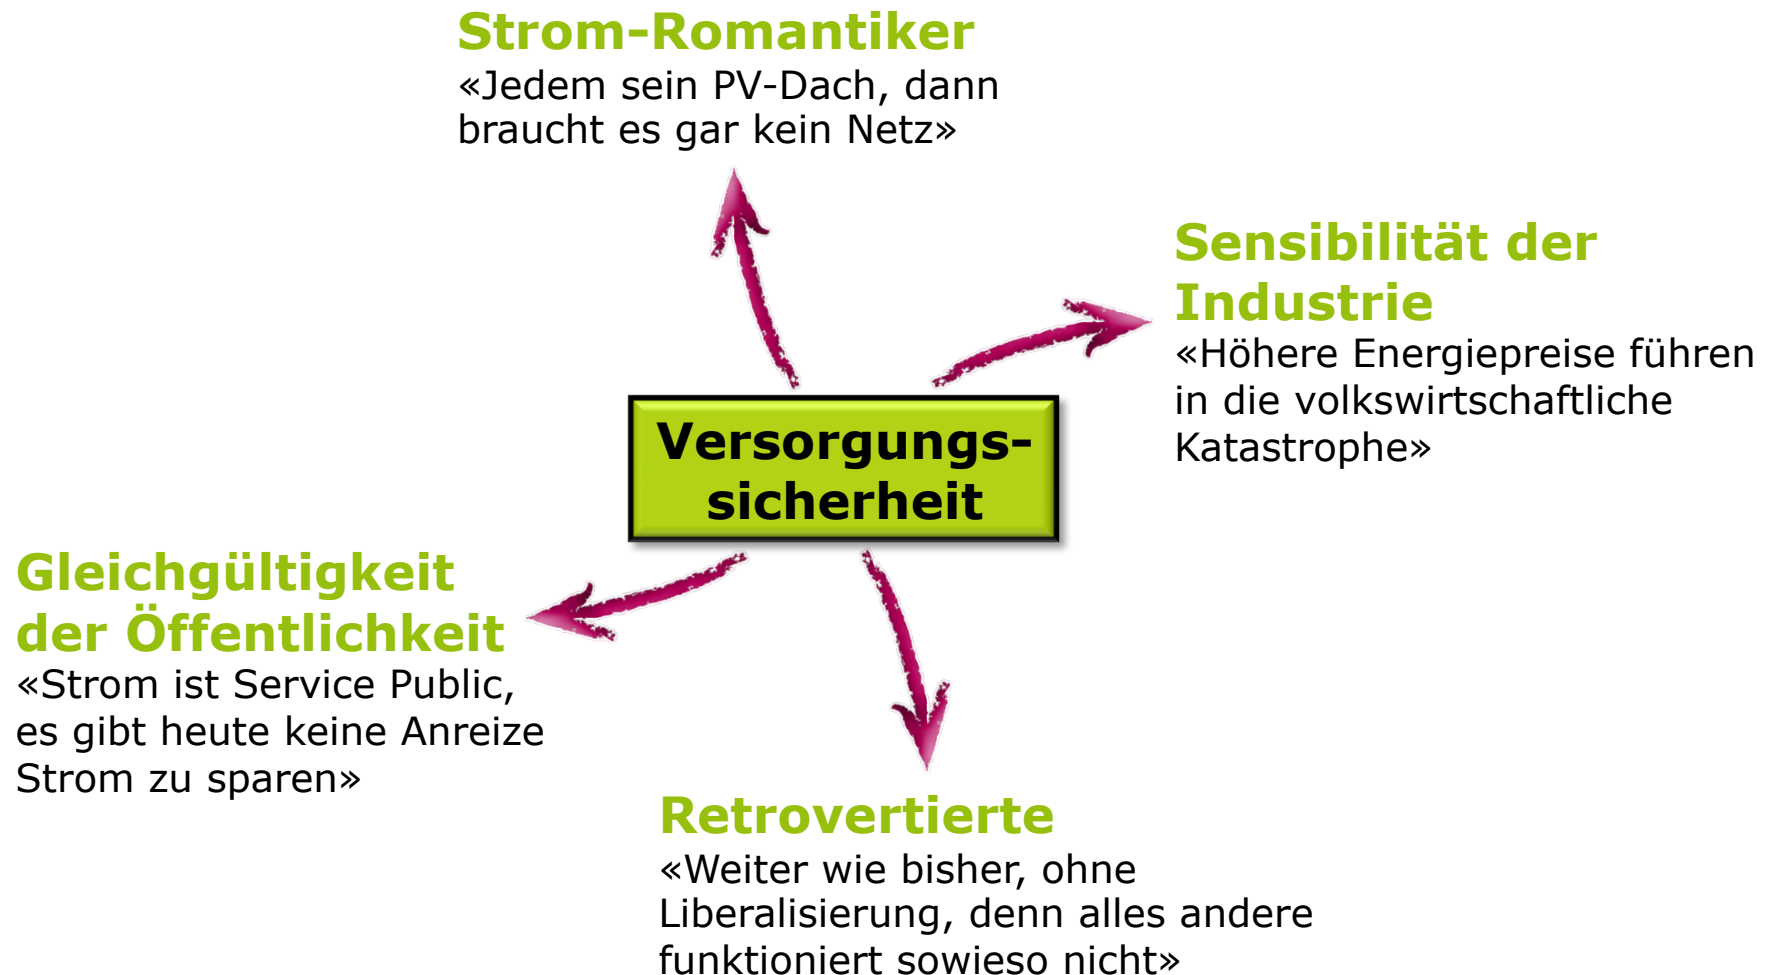 Strom-Romantiker
«Jedem sein PV-Dach, dann
braucht es gar kein Netz»
Sensibilität der
Industrie
«Höhere Energiepreise führen
in die volkswirtschaftliche
Katastrophe»
Versorgungs-
sicherheit
Gleichgültigkeit
der Öffentlichkeit
«Strom ist Service Public,
es gibt heute keine Anreize
Strom zu sparen»
Retrovertierte
«Weiter wie bisher, ohne
Liberalisierung, denn alles andere
funktioniert sowieso nicht»